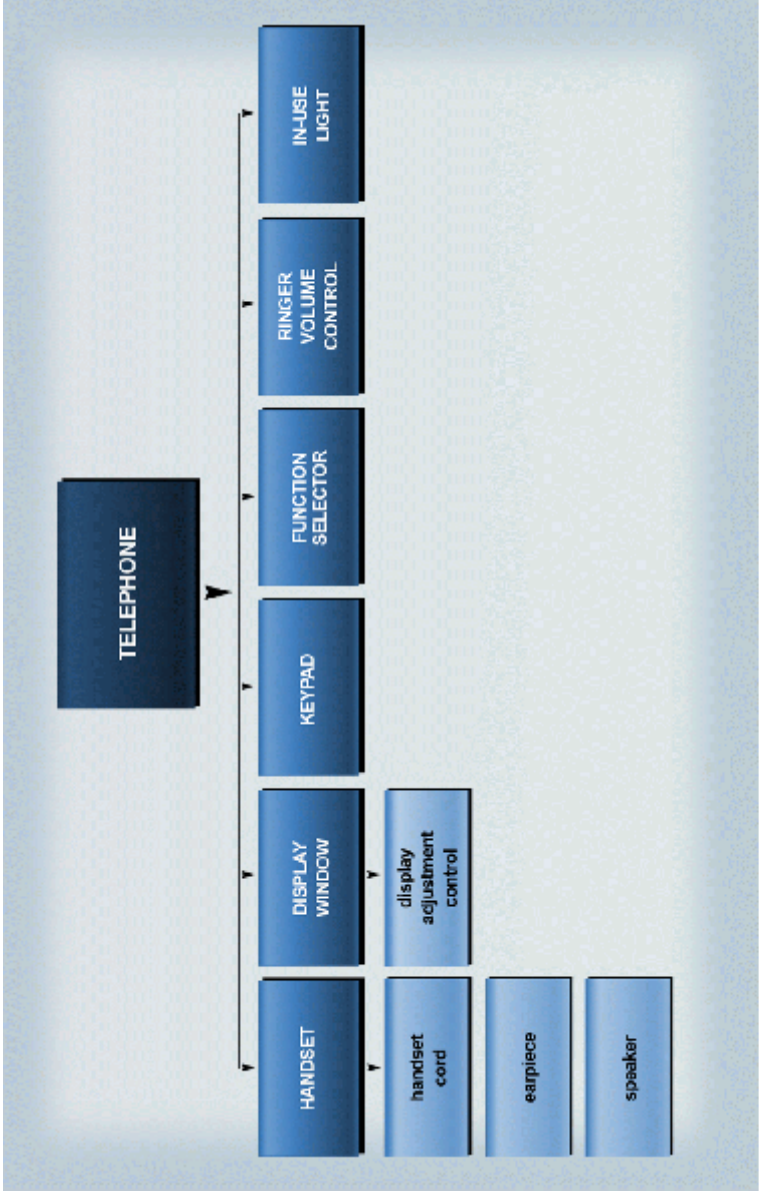 TELEPHONE
HANDSET
DISPLAY
WINDOW
KEYPAD
FUNCTION
SELECTOR
RINGER
VOLUME
CONTROL
IN-USE
LIGHT
handset
cord
display
adjustment
control
earpiece
speaker